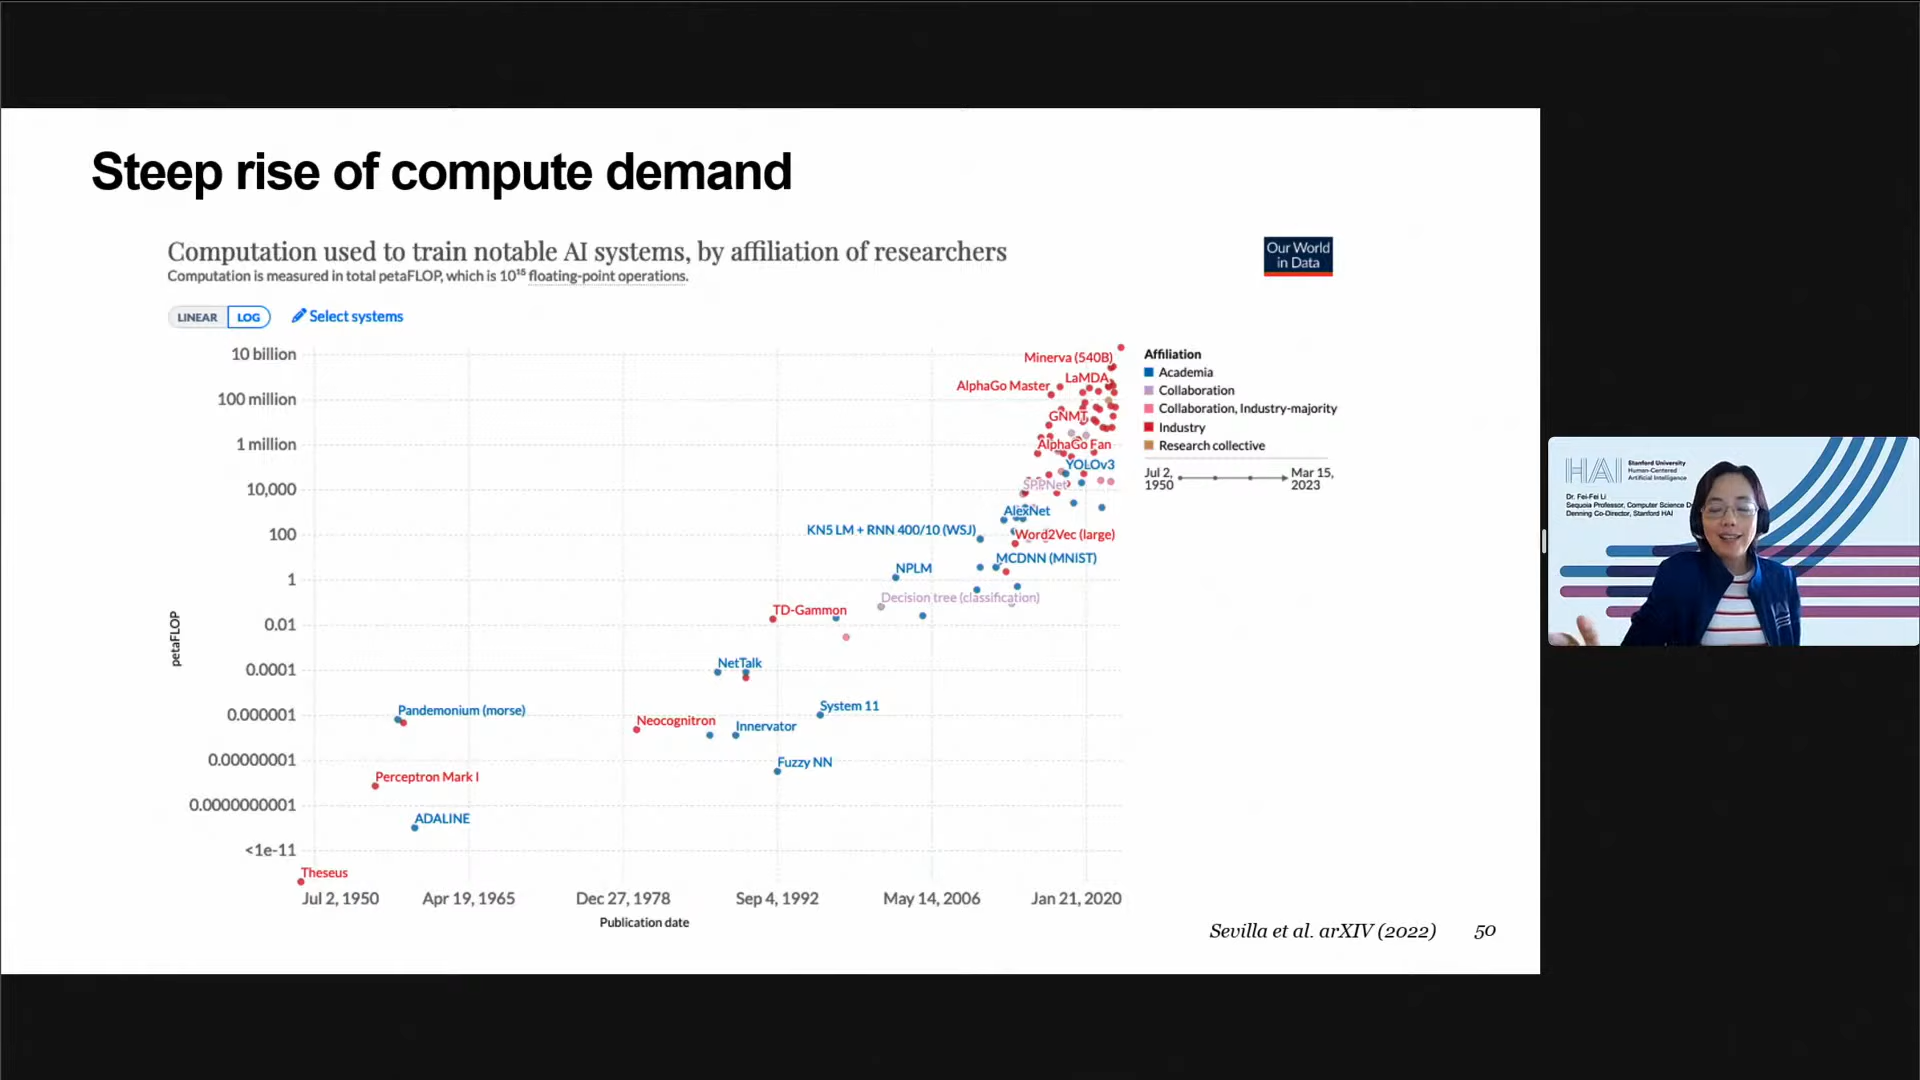 Steep rise of compute demand
Computation used to train notable AI systems, by affiliation of researchers
Computation is measured in total petaFLOP, which is 10¹⁵ floating-point operations.
Our World
in Data
LINEAR
LOG
Select systems
10 billion
100 million
1 million
10,000
100
1
0.01
0.0001
0.000001
0.00000001
0.0000000001
<1e-11
petaFLOP
Minerva (540B)
LaMDA
AlphaGo Master
GNMT
AlphaGo Fan
YOLOv3
SPPNet
AlexNet
KN5 LM + RNN 400/10 (WSJ)
Word2Vec (large)
MCDNN (MNIST)
NPLM
Decision tree (classification)
TD-Gammon
NetTalk
System 11
Pandemonium (morse)
Neocognitron
Innervator
Fuzzy NN
Perceptron Mark I
ADALINE
Theseus
Jul 2, 1950
Apr 19, 1965
Dec 27, 1978
Sep 4, 1992
May 14, 2006
Jan 21, 2020
Publication date
Affiliation
Academia
Collaboration
Collaboration, Industry-majority
Industry
Research collective
Jul 2,
1950
Mar 15,
2023
Sevilla et al. arXIV (2022)
50
HAI
Stanford University
Human-Centered
Artificial Intelligence
Dr. Fei-Fei Li
Sequoia Professor, Computer Science D
Denning Co-Director, Stanford HAI